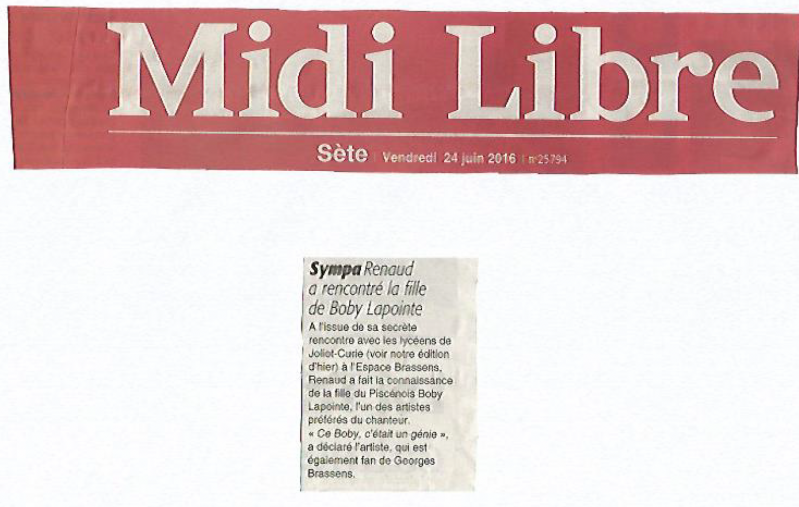 Midi Libre
Sète | Vendredi 24 juin 2016 | n°25794
Sympa Renaud
a rencontré la fille
de Boby Lapointe
A l'issue de sa secrète
rencontre avec les lycéens de
Joliot-Curie (voir notre édition
d'hier) à l'Espace Brassens,
Renaud a fait la connaissance
de la fille du Piscénois Boby
Lapointe, l'un des artistes
préférés du chanteur.
« Ce Boby, c'était un génie »,
a déclaré l'artiste, qui est
également fan de Georges
Brassens.